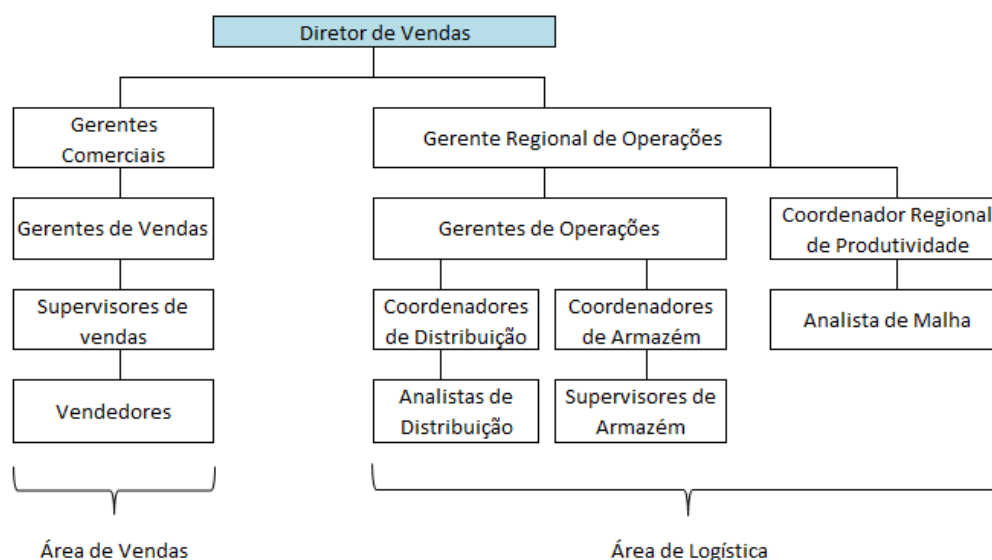 Diretor de Vendas
Gerentes
Comerciais
Gerente Regional de Operações
Gerentes de Vendas
Gerentes de Operações
Coordenador Regional
de Produtividade
Supervisores de
vendas
Coordenadores
de Distribuição
Coordenadores
de Armazém
Analista de Malha
Vendedores
Analistas de
Distribuição
Supervisores de
Armazém
Área de Vendas
Área de Logística